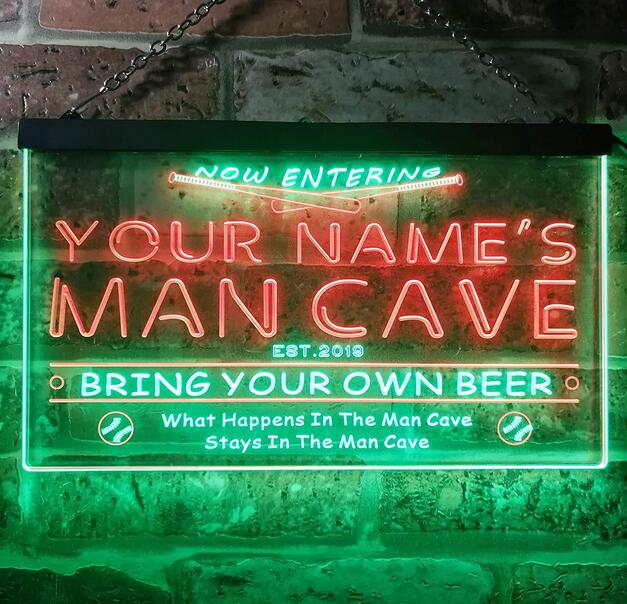 NOW ENTERING
YOUR NAME'S
MAN CAVE
EST.2019
BRING YOUR OWN BEER
What Happens In The Man Cave
Stays In The Man Cave